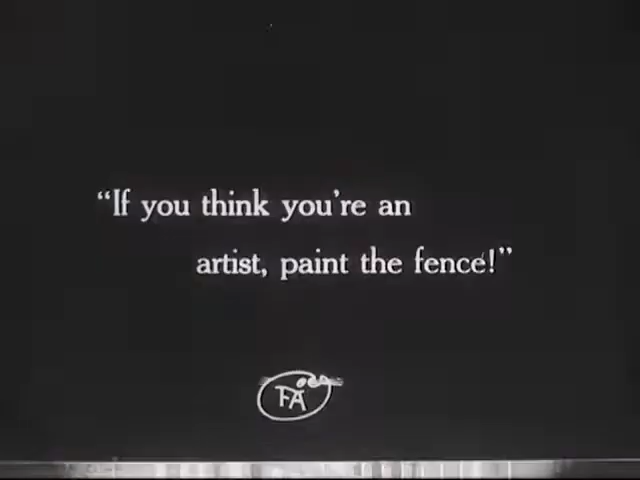 “If you think you're an
artist, paint the fence!”
FA